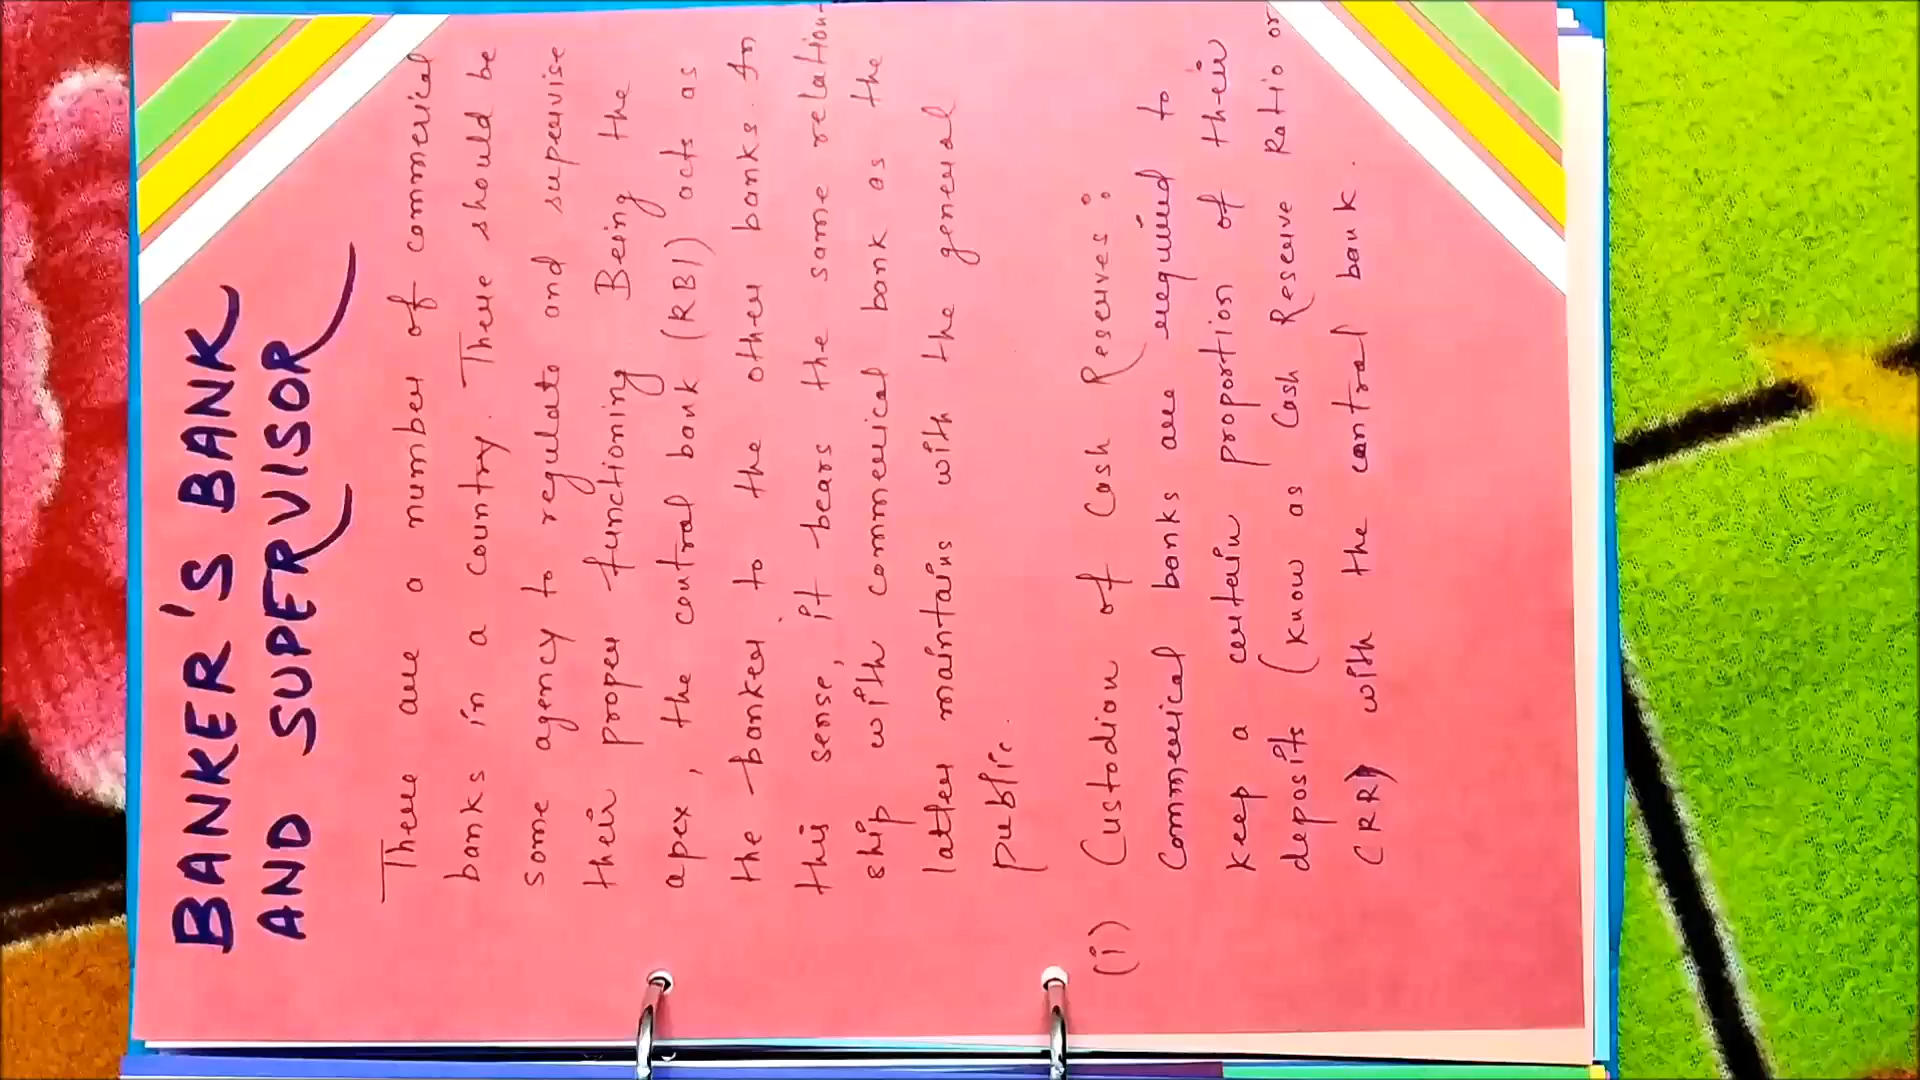 BANKER'S BANK
AND SUPERVISOR
There are a number of commerical
banks in a country. There should be
some agency to regulate and supervise
their proper functioning Being the
apex, the central bank (RBI) acts as
the banker to the other banks. In
this sense, it bears the same relation-
ship with commerical bank as the
latter maintains with the general
public.
(i) Custodian of Cash Reserves:
Commerical banks are required to
keep a certain proportion of their
deposits (know as Cash Reserve Ratio or
CRR) with the central bank.